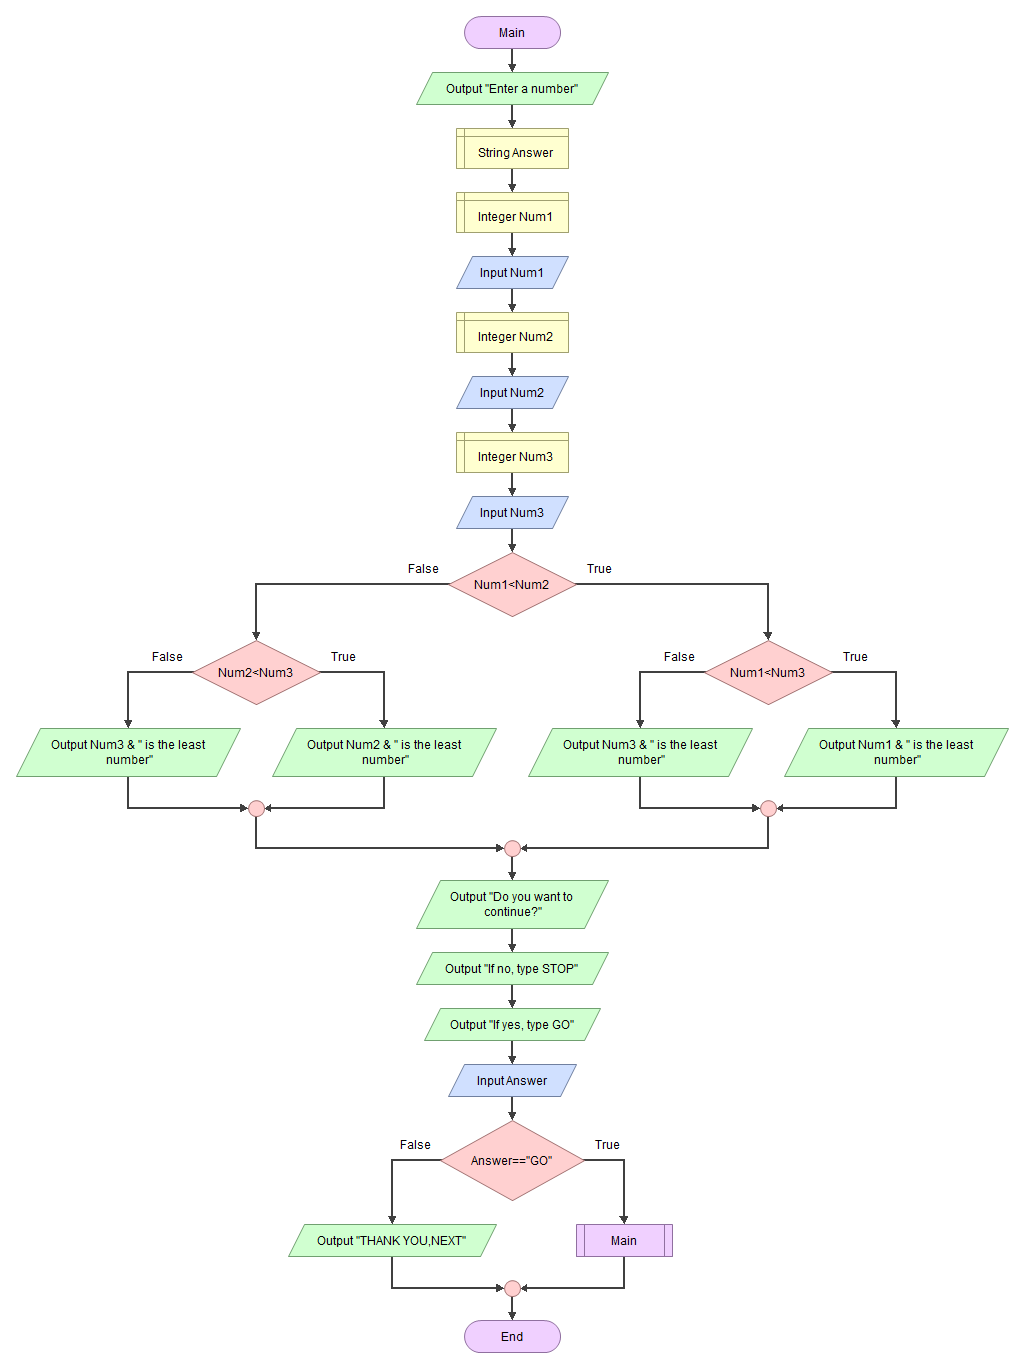 Main
Output "Enter a number"
String Answer
Integer Num1
Input Num1
Integer Num2
Input Num2
Integer Num3
Input Num3
False
True
Num1<Num2
False
True
Num2<Num3
False
True
Num1<Num3
Output Num3 & " is the least
number"
Output Num2 & " is the least
number"
Output Num3 & " is the least
number"
Output Num1 & " is the least
number"
Output "Do you want to
continue?"
Output "If no, type STOP"
Output "If yes, type GO"
Input Answer
False
True
Answer=="GO"
Output "THANK YOU,NEXT"
Main
End